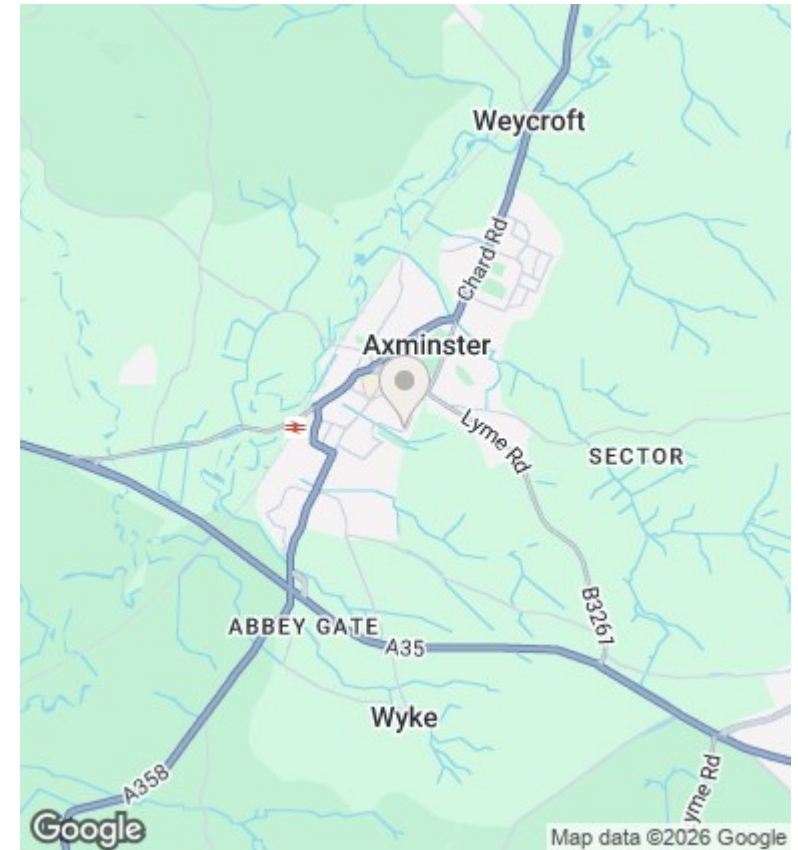 Weycroft
Chard Rd
Axminster
Lyme Rd
SECTOR
B3261
ABBEY GATE
A35
Wyke
A358
Lyme Rd
Google
Map data ©2026 Google